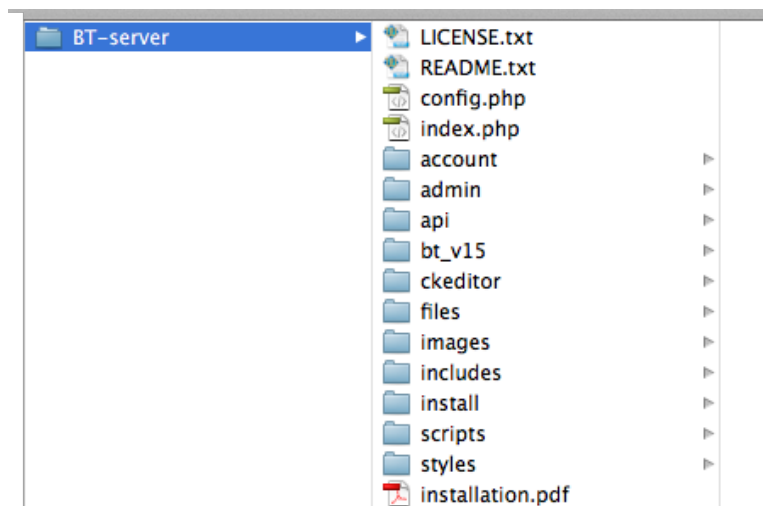 BT-server
LICENSE.txt
README.txt
config.php
index.php
account
admin
api
bt_v15
ckeditor
files
images
includes
install
scripts
styles
installation.pdf